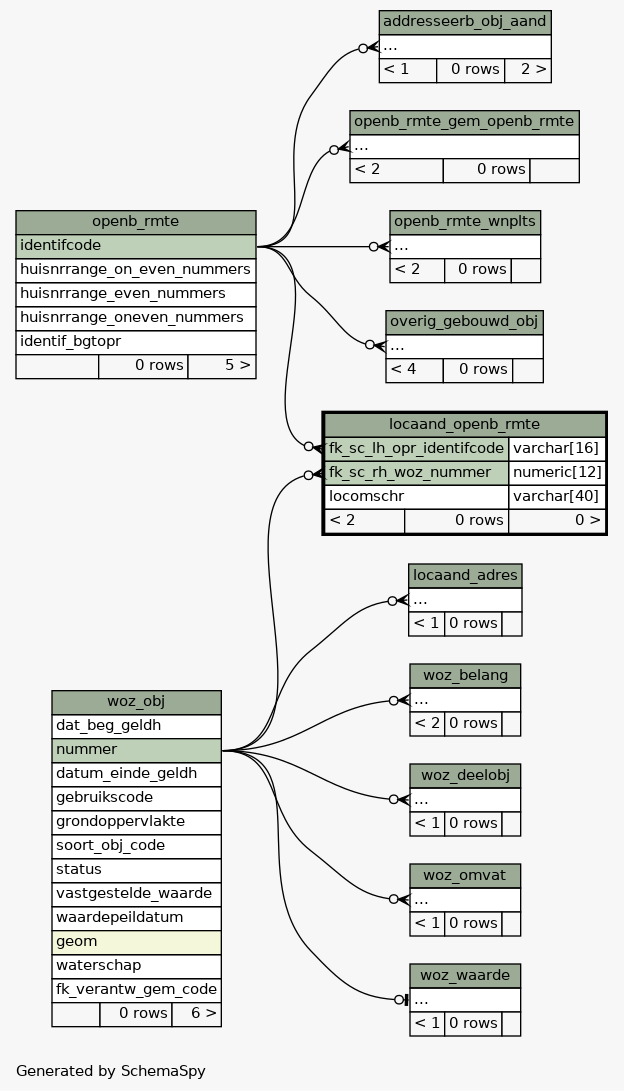 addresseerb_obj_aand
...
< 1 0 rows 2 >
openb_rmte_gem_openb_rmte
...
< 2 0 rows
openb_rmte
identifcode
huisnrrange_on_even_nummers
huisnrrange_even_nummers
huisnrrange_oneven_nummers
identif_bgtopr
0 rows 5 >
openb_rmte_wnplts
...
< 2 0 rows
overig_gebouwd_obj
...
< 4 0 rows
locaand_openb_rmte
fk_sc_lh_opr_identifcode varchar[16]
fk_sc_rh_woz_nummer numeric[12]
locomschr varchar[40]
< 2 0 rows 0 >
locaand_adres
...
< 1 0 rows
woz_belang
...
< 2 0 rows
woz_obj
dat_beg_geldh
nummer
datum_einde_geldh
gebruikscode
grondoppervlakte
soort_obj_code
status
vastgestelde_waarde
waardepeildatum
geom
waterschap
fk_verantw_gem_code
0 rows 6 >
woz_deelobj
...
< 1 0 rows
woz_omvat
...
< 1 0 rows
woz_waarde
...
< 1 0 rows
Generated by SchemaSpy